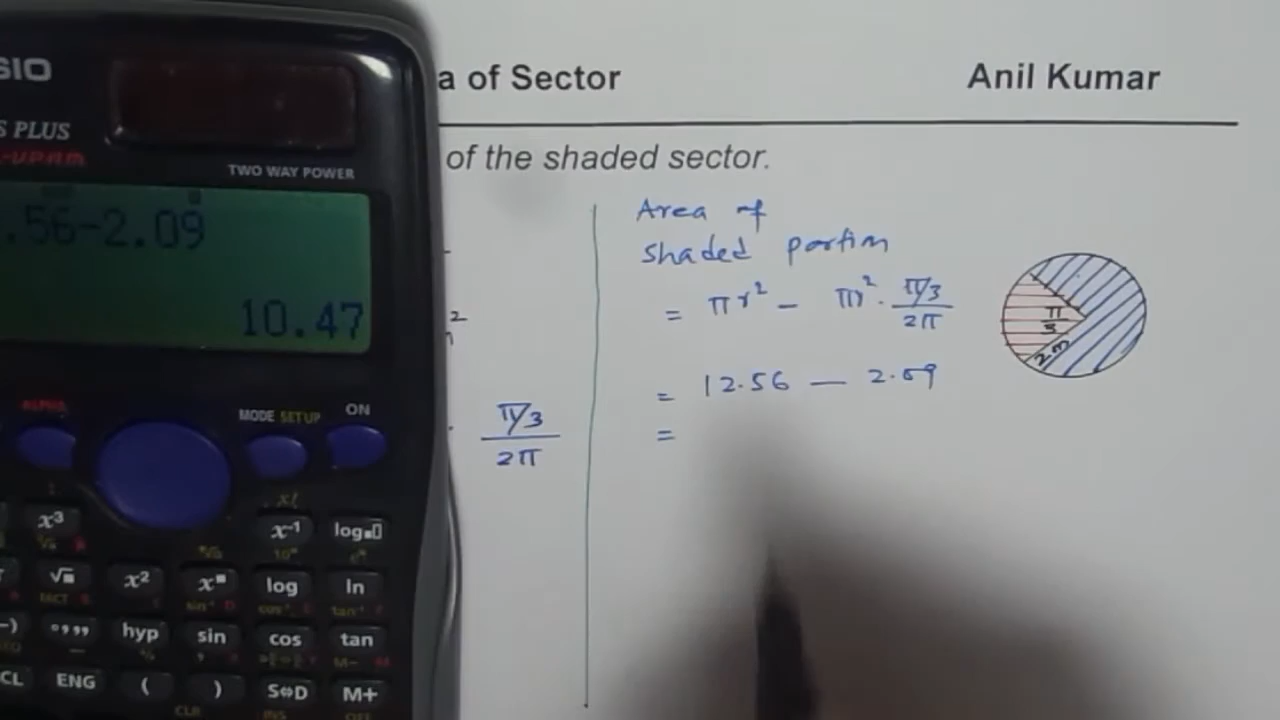 SIO
S PLUS
TWO WAY POWER
.56-2.09
10.47
MODE SETUP ON
x³
x⁻¹ log
√ x² x■ log ln
hyp sin cos tan
CL ENG ( ) S⇔D M+
a of Sector
Anil Kumar
of the shaded sector.
π/3
2π
Area of
shaded portion
= πr² - πr² · π/3
2π
= 12.56 — 2.09
=
π
3
2m